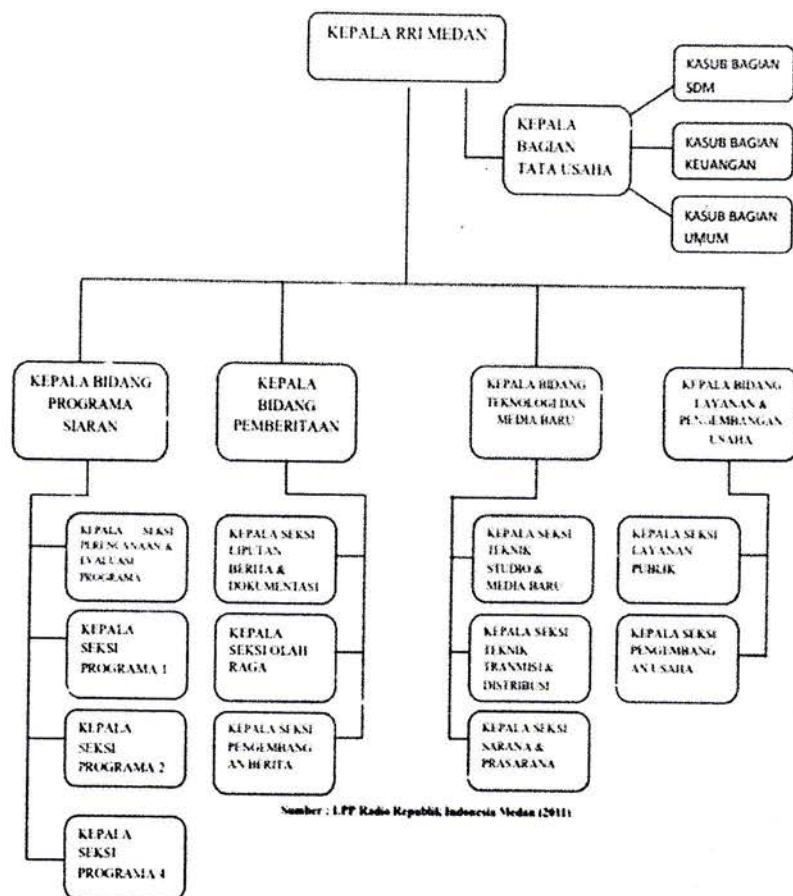 KEPALA RRI MEDAN
KASUB BAGIAN
SDM
KEPALA
BAGIAN
TATA USAHA
KASUB BAGIAN
KEUANGAN
KASUB BAGIAN
UMUM
KEPALA BIDANG
PROGRAMA
SIARAN
KEPALA
BIDANG
PEMBERITAAN
KEPALA BIDANG
TEKNOLOGI DAN
MEDIA BARU
KEPALA BIDANG
LAYANAN &
PENGEMBANGAN
USAHA
KEPALA SEKSI
PERENCANAAN &
EVALUASI
PROGRAMA
KEPALA
SEKSI
PROGRAMA 1
KEPALA
SEKSI
PROGRAMA 2
KEPALA
SEKSI
PROGRAMA 4
KEPALA SEKSI
LIPUTAN
BERITA &
DOKUMENTASI
KEPALA
SEKSI OLAH
RAGA
KEPALA SEKSI
PENGEMBANG
AN BERITA
KEPALA SEKSI
TEKNIK
STUDIO &
MEDIA BARU
KEPALA SEKSI
TEKNIK
TRANMISI &
DISTRIBUSI
KEPALA SEKSI
SARANA &
PRASARANA
KEPALA SEKSI
LAYANAN
PUBLIK
KEPALA SEKSI
PENGEMBANG
AN USAHA
Sumber : LPP Radio Republik Indonesia Medan (2011)